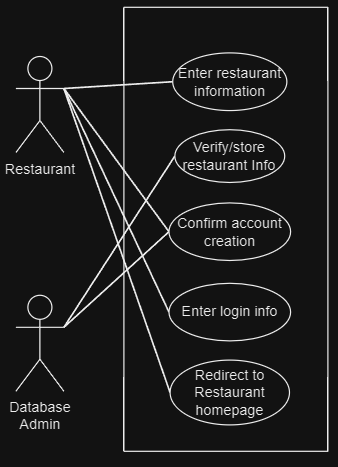 Enter restaurant
information
Restaurant
Verify/store
restaurant Info
Confirm account
creation
Enter login info
Redirect to
Restaurant
homepage
Database
Admin